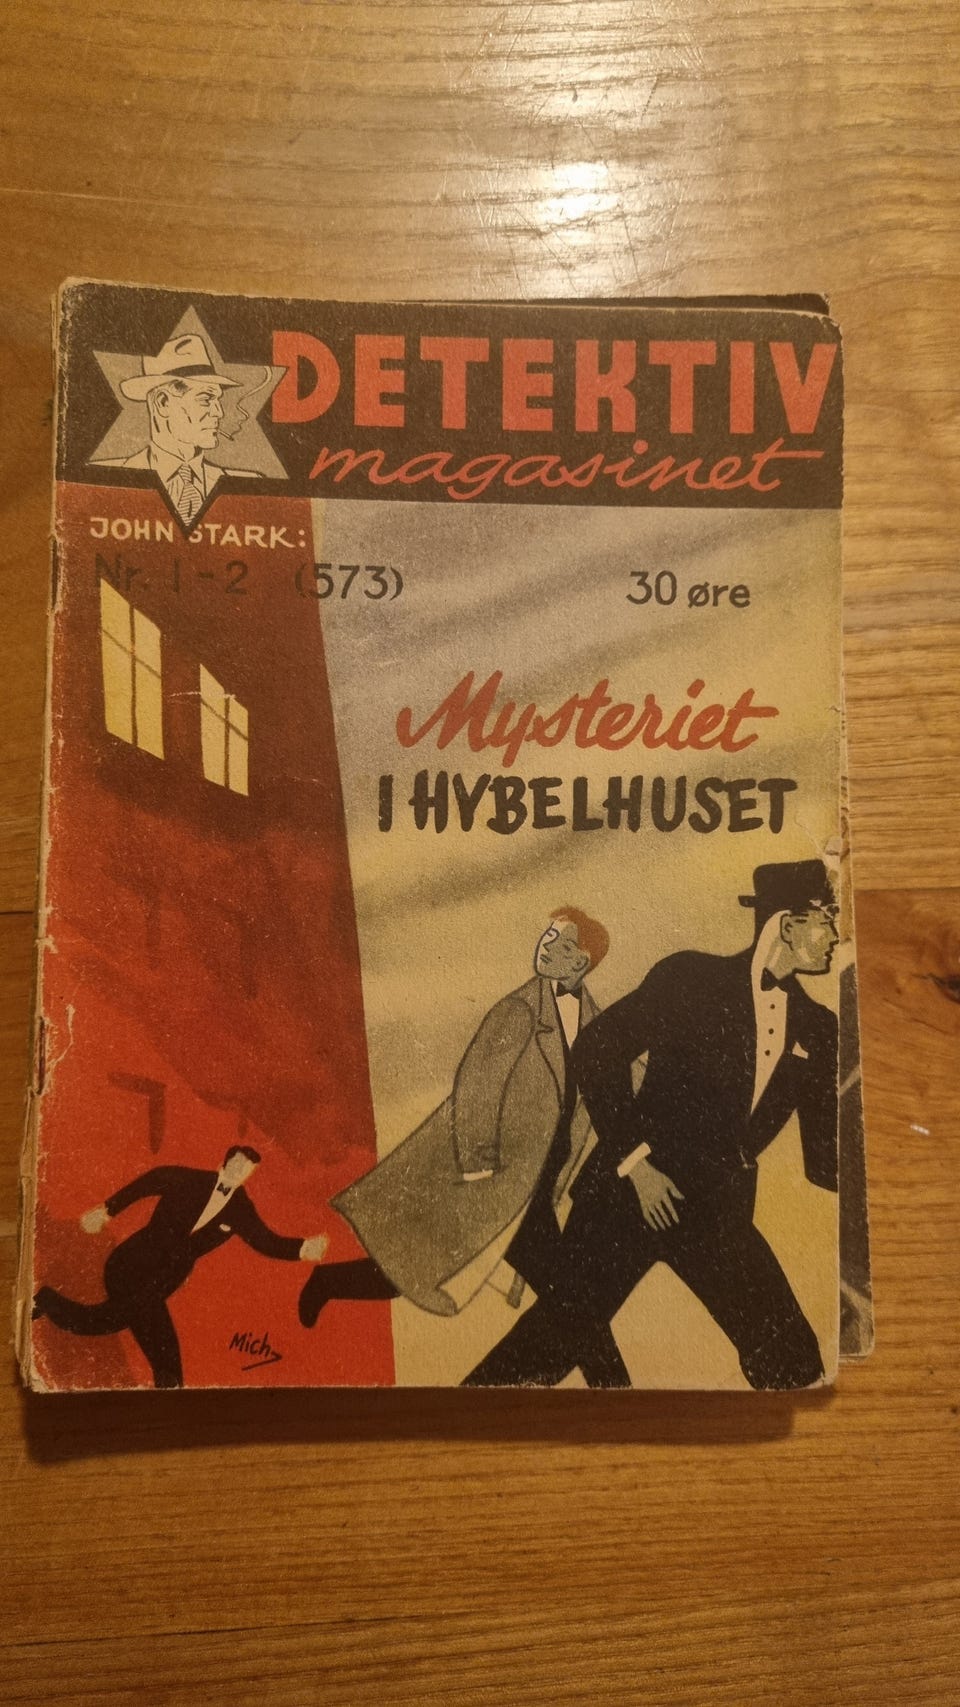 DETEKTIV
magasinet
JOHN STARK:
Nr. 1-2 (573)
30 øre
Mysteriet
I HYBELHUSET
Mich